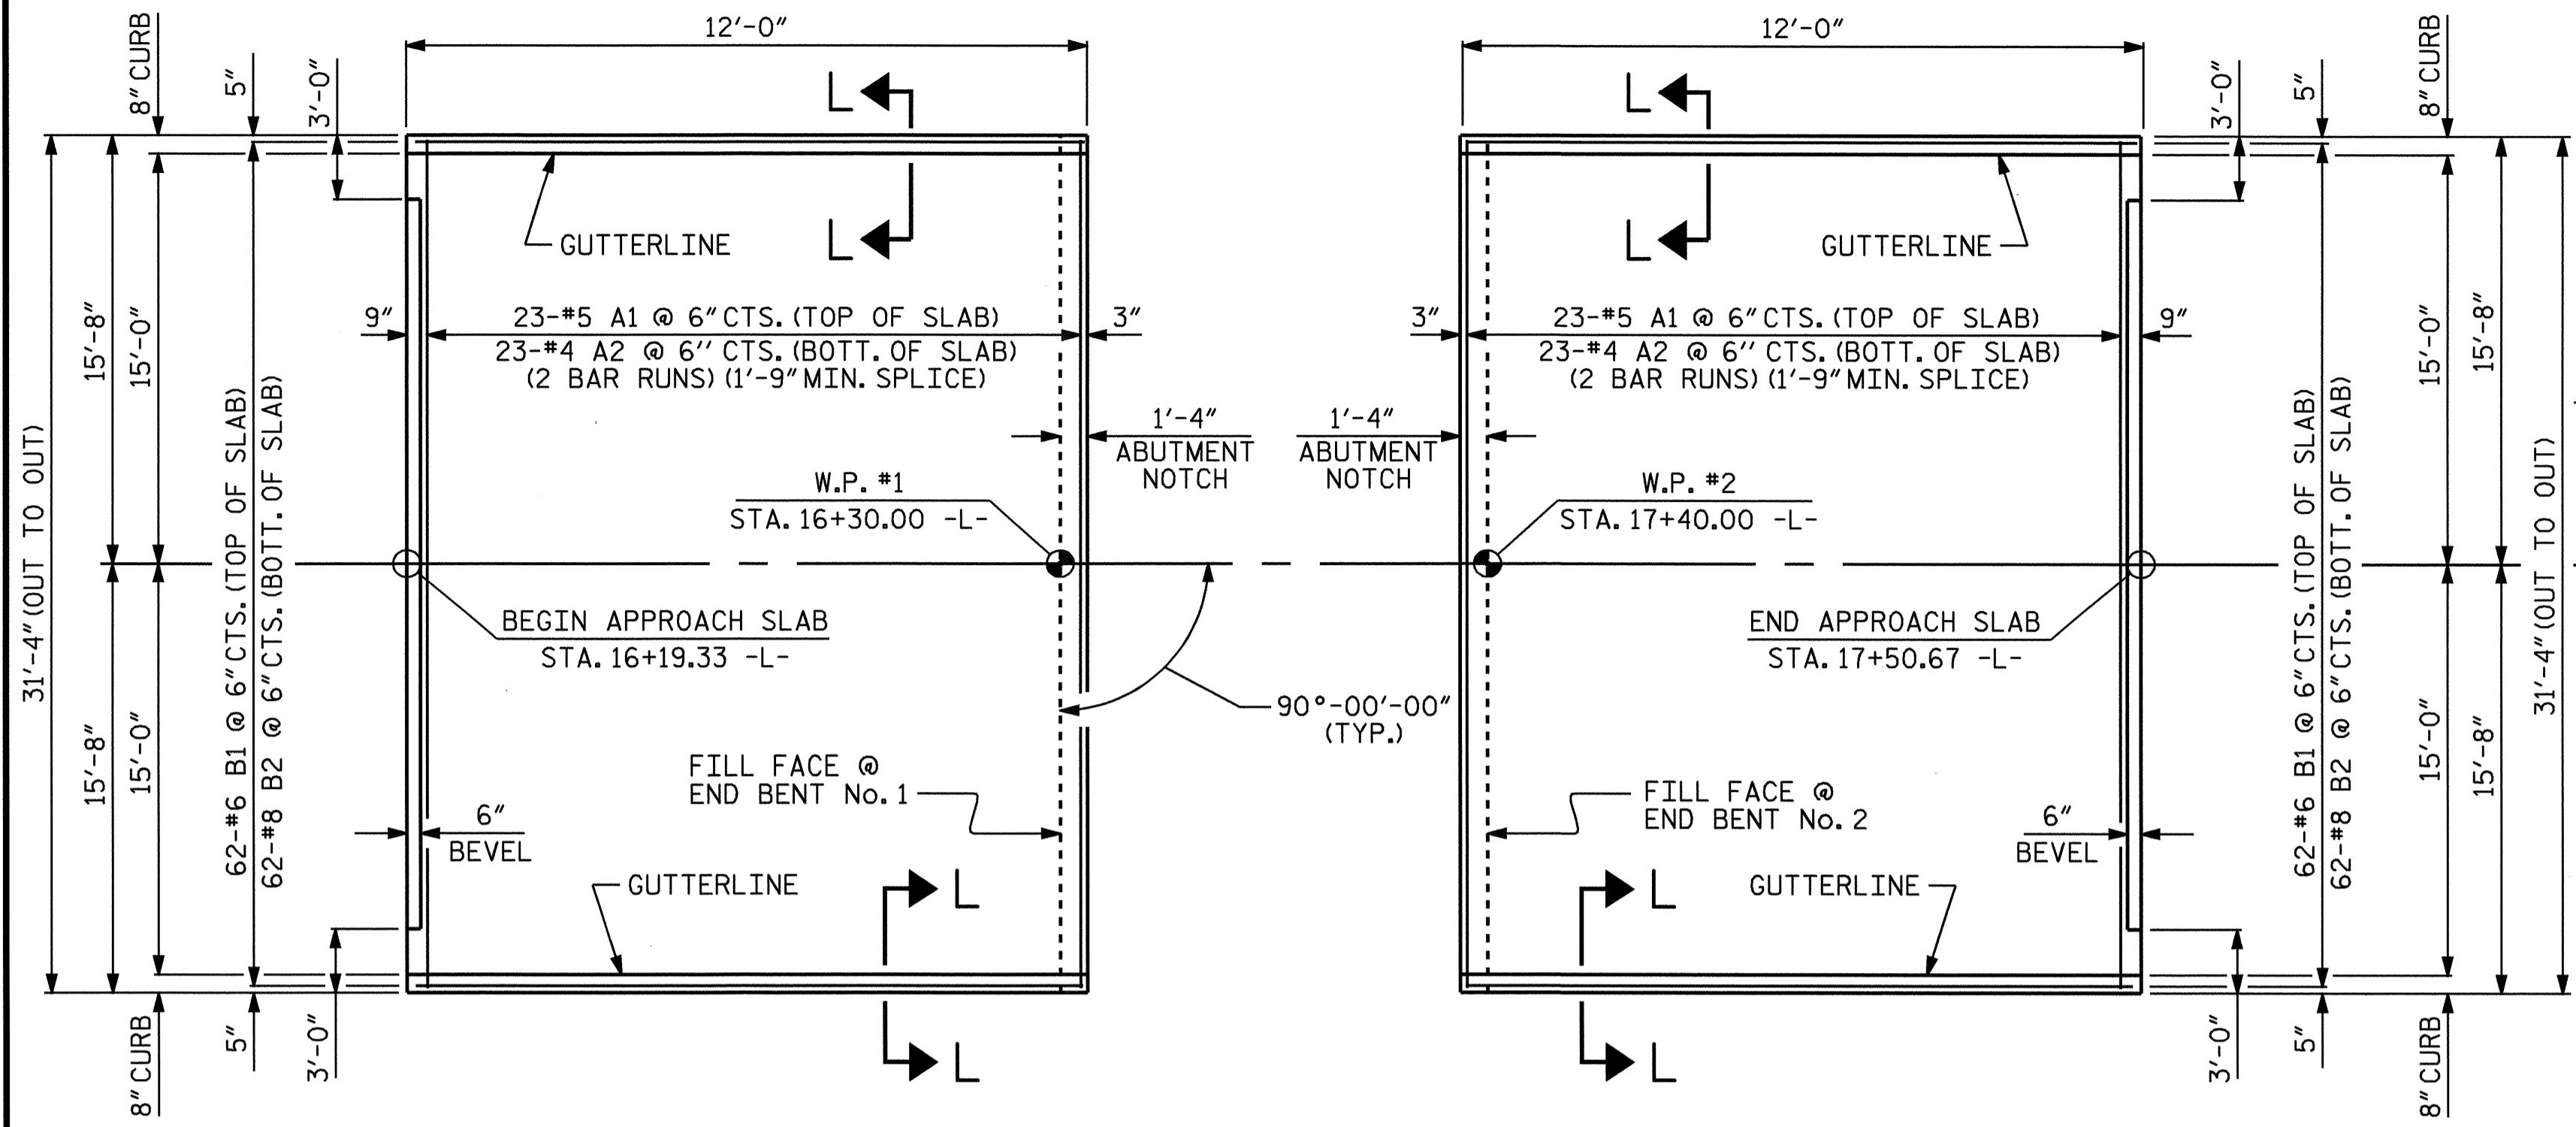 12'-0"
12'-0"
8" CURB
5"
3'-0"
3'-0"
5"
8" CURB
L
L
L
L
GUTTERLINE
GUTTERLINE
31'-4" (OUT TO OUT)
15'-8"
15'-0"
62-#6 B1 @ 6" CTS. (TOP OF SLAB)
62-#8 B2 @ 6" CTS. (BOTT. OF SLAB)
9"
23-#5 A1 @ 6" CTS. (TOP OF SLAB)
23-#4 A2 @ 6'' CTS. (BOTT. OF SLAB)
(2 BAR RUNS) (1'-9" MIN. SPLICE)
3"
3"
23-#5 A1 @ 6" CTS. (TOP OF SLAB)
23-#4 A2 @ 6'' CTS. (BOTT. OF SLAB)
(2 BAR RUNS) (1'-9" MIN. SPLICE)
9"
62-#6 B1 @ 6" CTS. (TOP OF SLAB)
62-#8 B2 @ 6" CTS. (BOTT. OF SLAB)
15'-0"
15'-8"
31'-4" (OUT TO OUT)
1'-4"
ABUTMENT
NOTCH
1'-4"
ABUTMENT
NOTCH
W.P. #1
STA. 16+30.00 -L-
W.P. #2
STA. 17+40.00 -L-
BEGIN APPROACH SLAB
STA. 16+19.33 -L-
END APPROACH SLAB
STA. 17+50.67 -L-
90°-00'-00"
(TYP.)
15'-8"
15'-0"
15'-0"
15'-8"
FILL FACE @
END BENT No. 1
FILL FACE @
END BENT No. 2
6"
BEVEL
6"
BEVEL
GUTTERLINE
GUTTERLINE
L
L
L
L
8" CURB
5"
3'-0"
3'-0"
5"
8" CURB